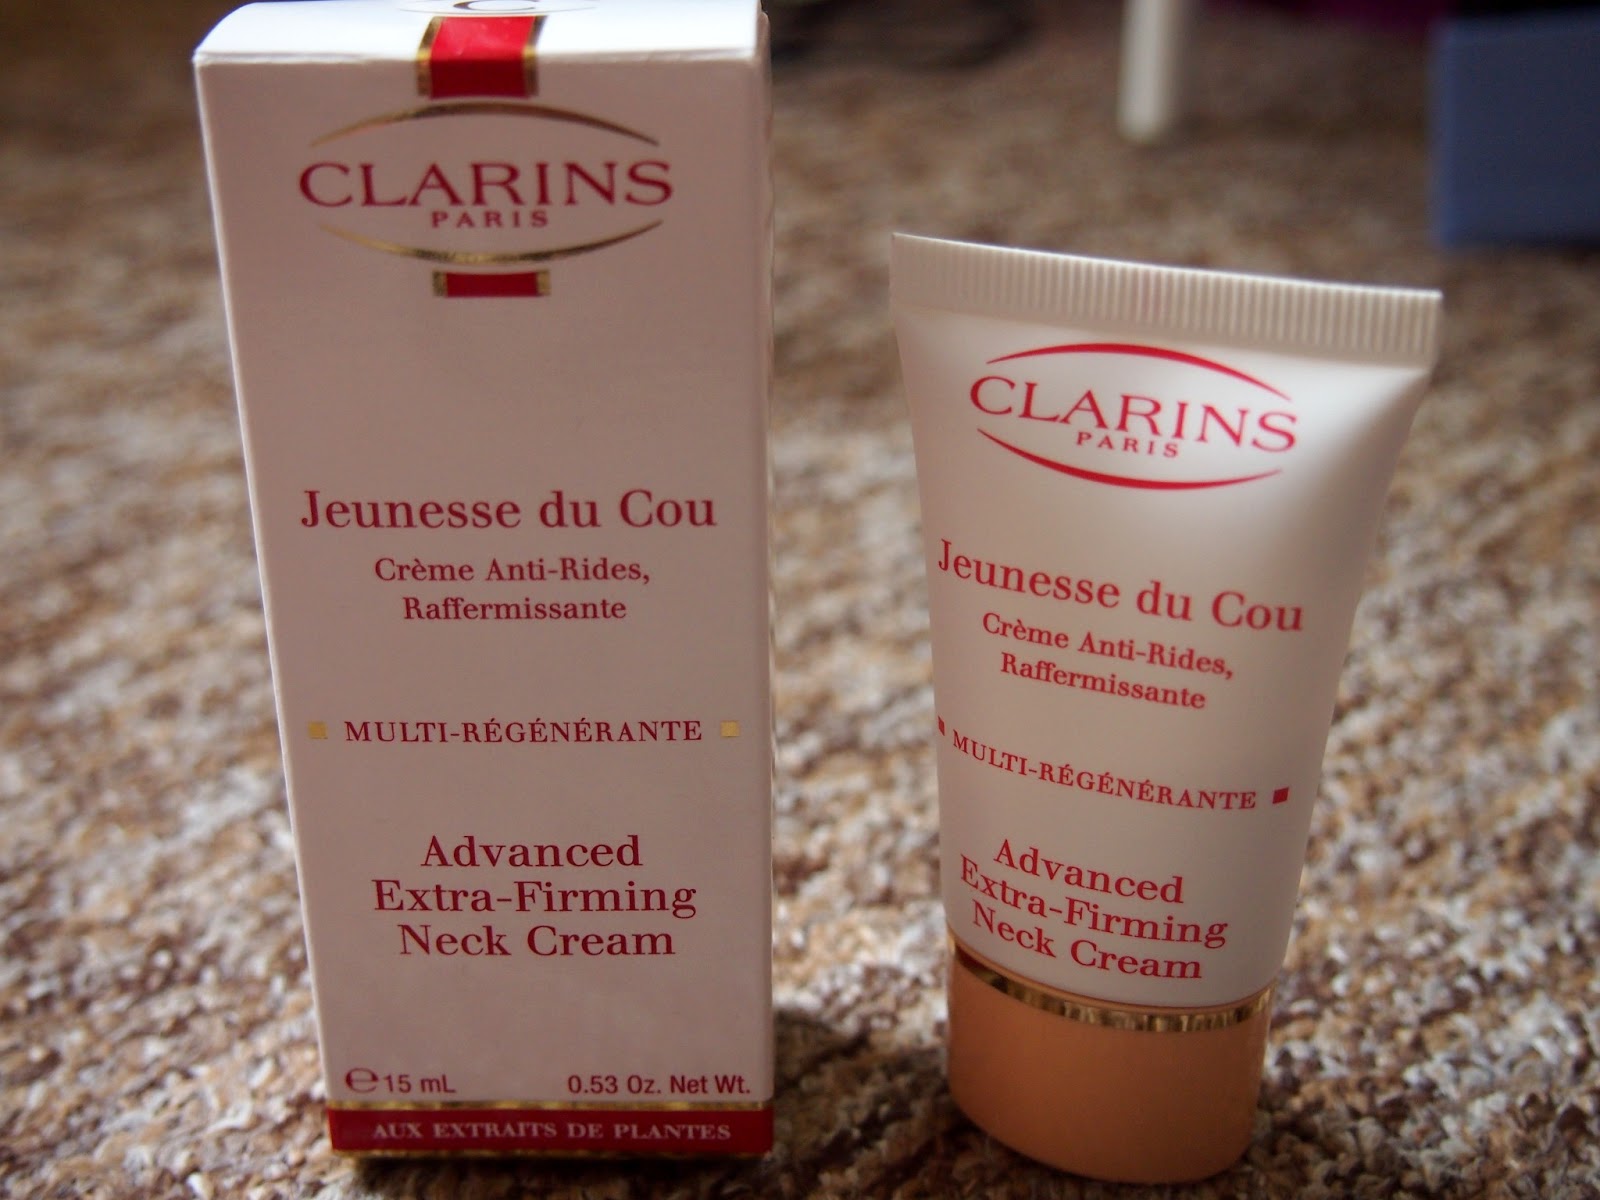 CLARINS
PARIS
Jeunesse du Cou
Crème Anti-Rides,
Raffermissante
MULTI-RÉGÉNÉRANTE
Advanced
Extra-Firming
Neck Cream
℮15 mL 0.53 Oz. Net Wt.
AUX EXTRAITS DE PLANTES
CLARINS
PARIS
Jeunesse du Cou
Crème Anti-Rides,
Raffermissante
MULTI-RÉGÉNÉRANTE
Advanced
Extra-Firming
Neck Cream